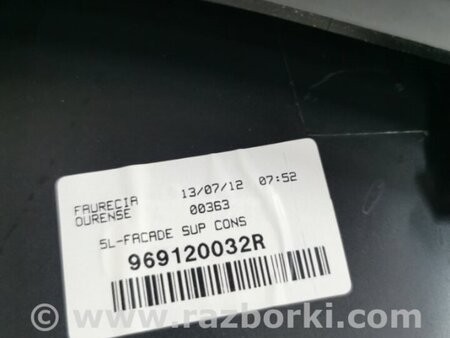 FAURECIA 13/07/12 07:52
OURENSE 00363
5L-FACADE SUP CONS
969120032R
© www.razborki.com